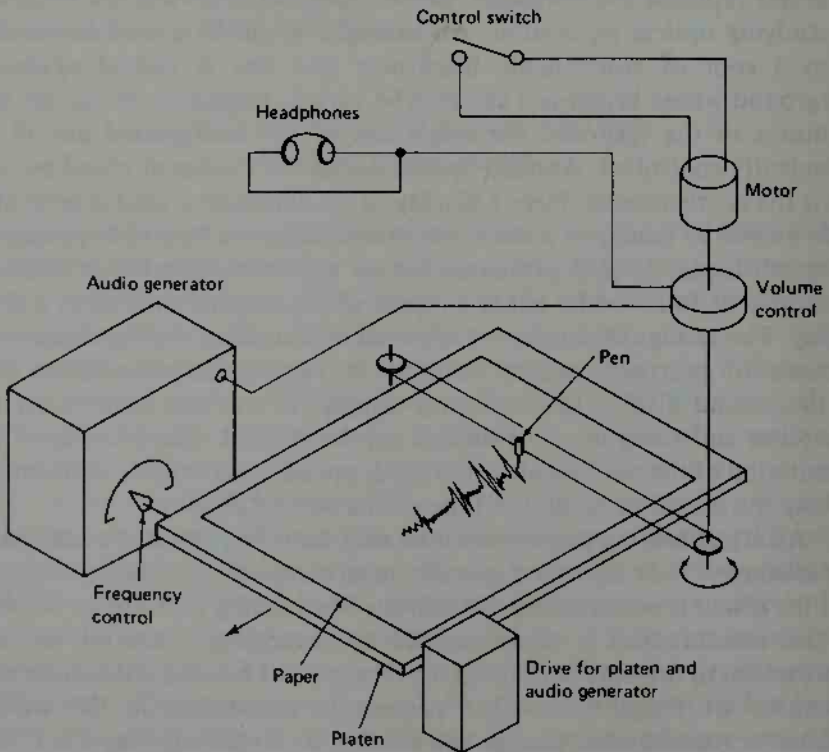 Control switch
Headphones
Motor
Audio generator
Volume
control
Pen
Frequency
control
Paper
Drive for platen and
audio generator
Platen